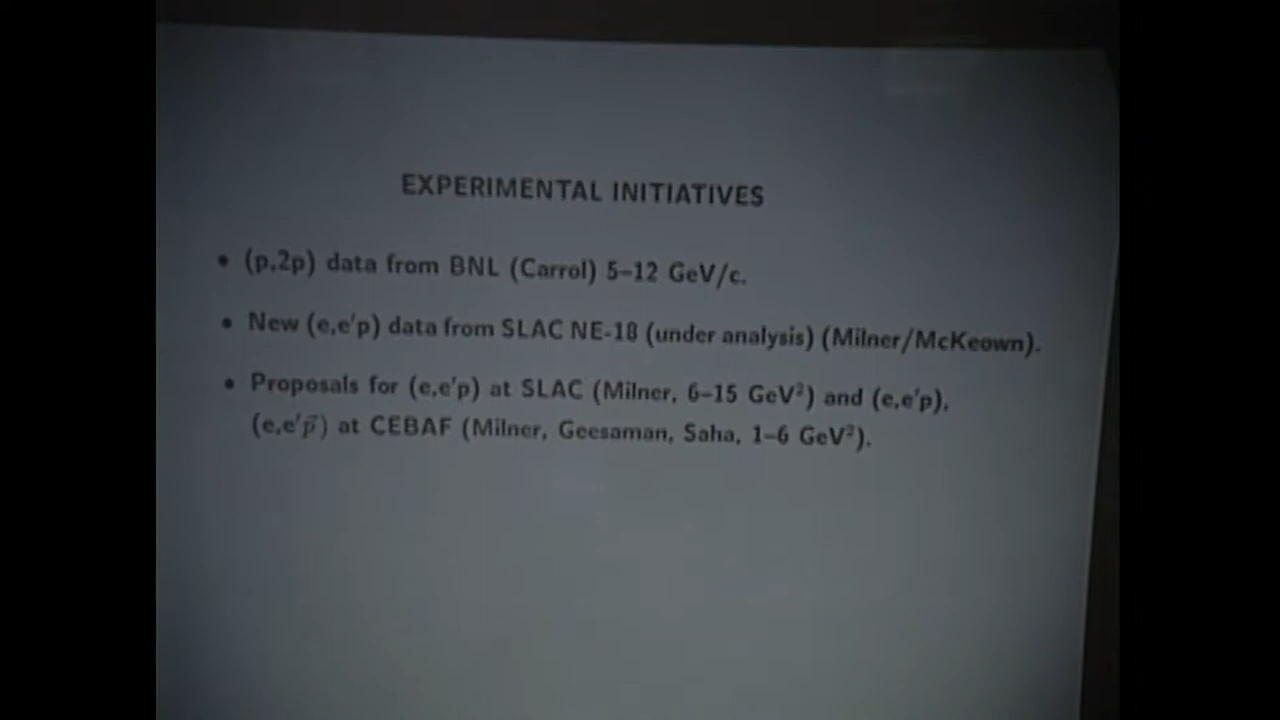 EXPERIMENTAL INITIATIVES
• (p,2p) data from BNL (Carrol) 5–12 GeV/c.
• New (e,e′p) data from SLAC NE-18 (under analysis) (Milner/McKeown).
• Proposals for (e,e′p) at SLAC (Milner, 6–15 GeV²) and (e,e′p),
(e,e′p⃗) at CEBAF (Milner, Geesaman, Saha, 1–6 GeV²).